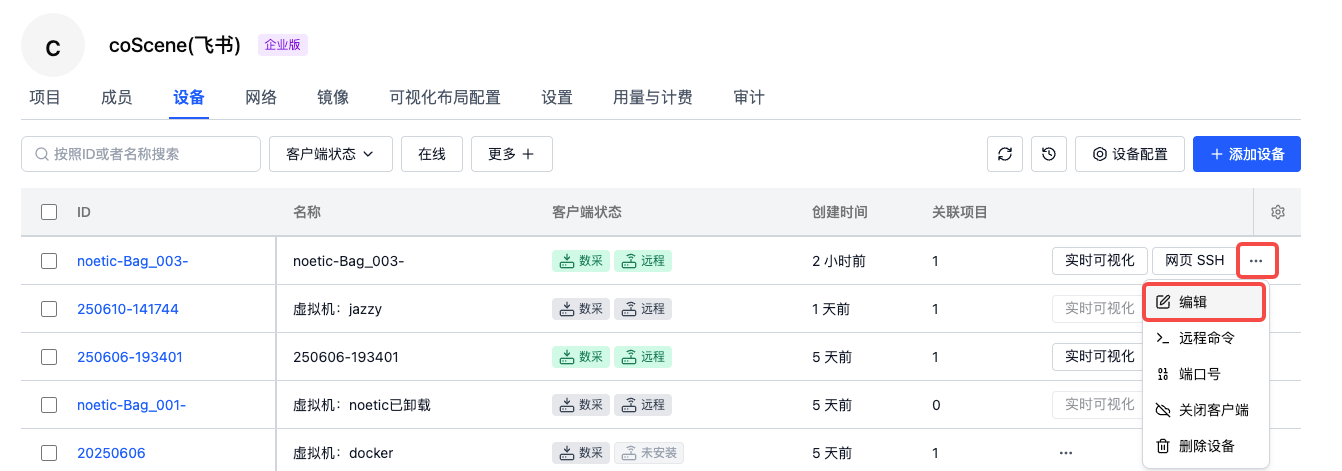 C coScene(飞书) 企业版
项目 成员 设备 网络 镜像 可视化布局配置 设置 用量与计费 审计
按照ID或者名称搜索 客户端状态 在线 更多 + 设备配置 + 添加设备
ID 名称 客户端状态 创建时间 关联项目
noetic-Bag_003- noetic-Bag_003- 数采 远程 2 小时前 1 实时可视化 网页 SSH ···
250610-141744 虚拟机：jazzy 数采 远程 1 天前 1 实时可视化 编辑
远程命令
250606-193401 250606-193401 数采 远程 5 天前 1 实时可视化
端口号
noetic-Bag_001- 虚拟机：noetic已卸载 数采 远程 5 天前 0 实时可视化 关闭客户端
20250606 虚拟机：docker 数采 未安装 5 天前 1 ··· 删除设备